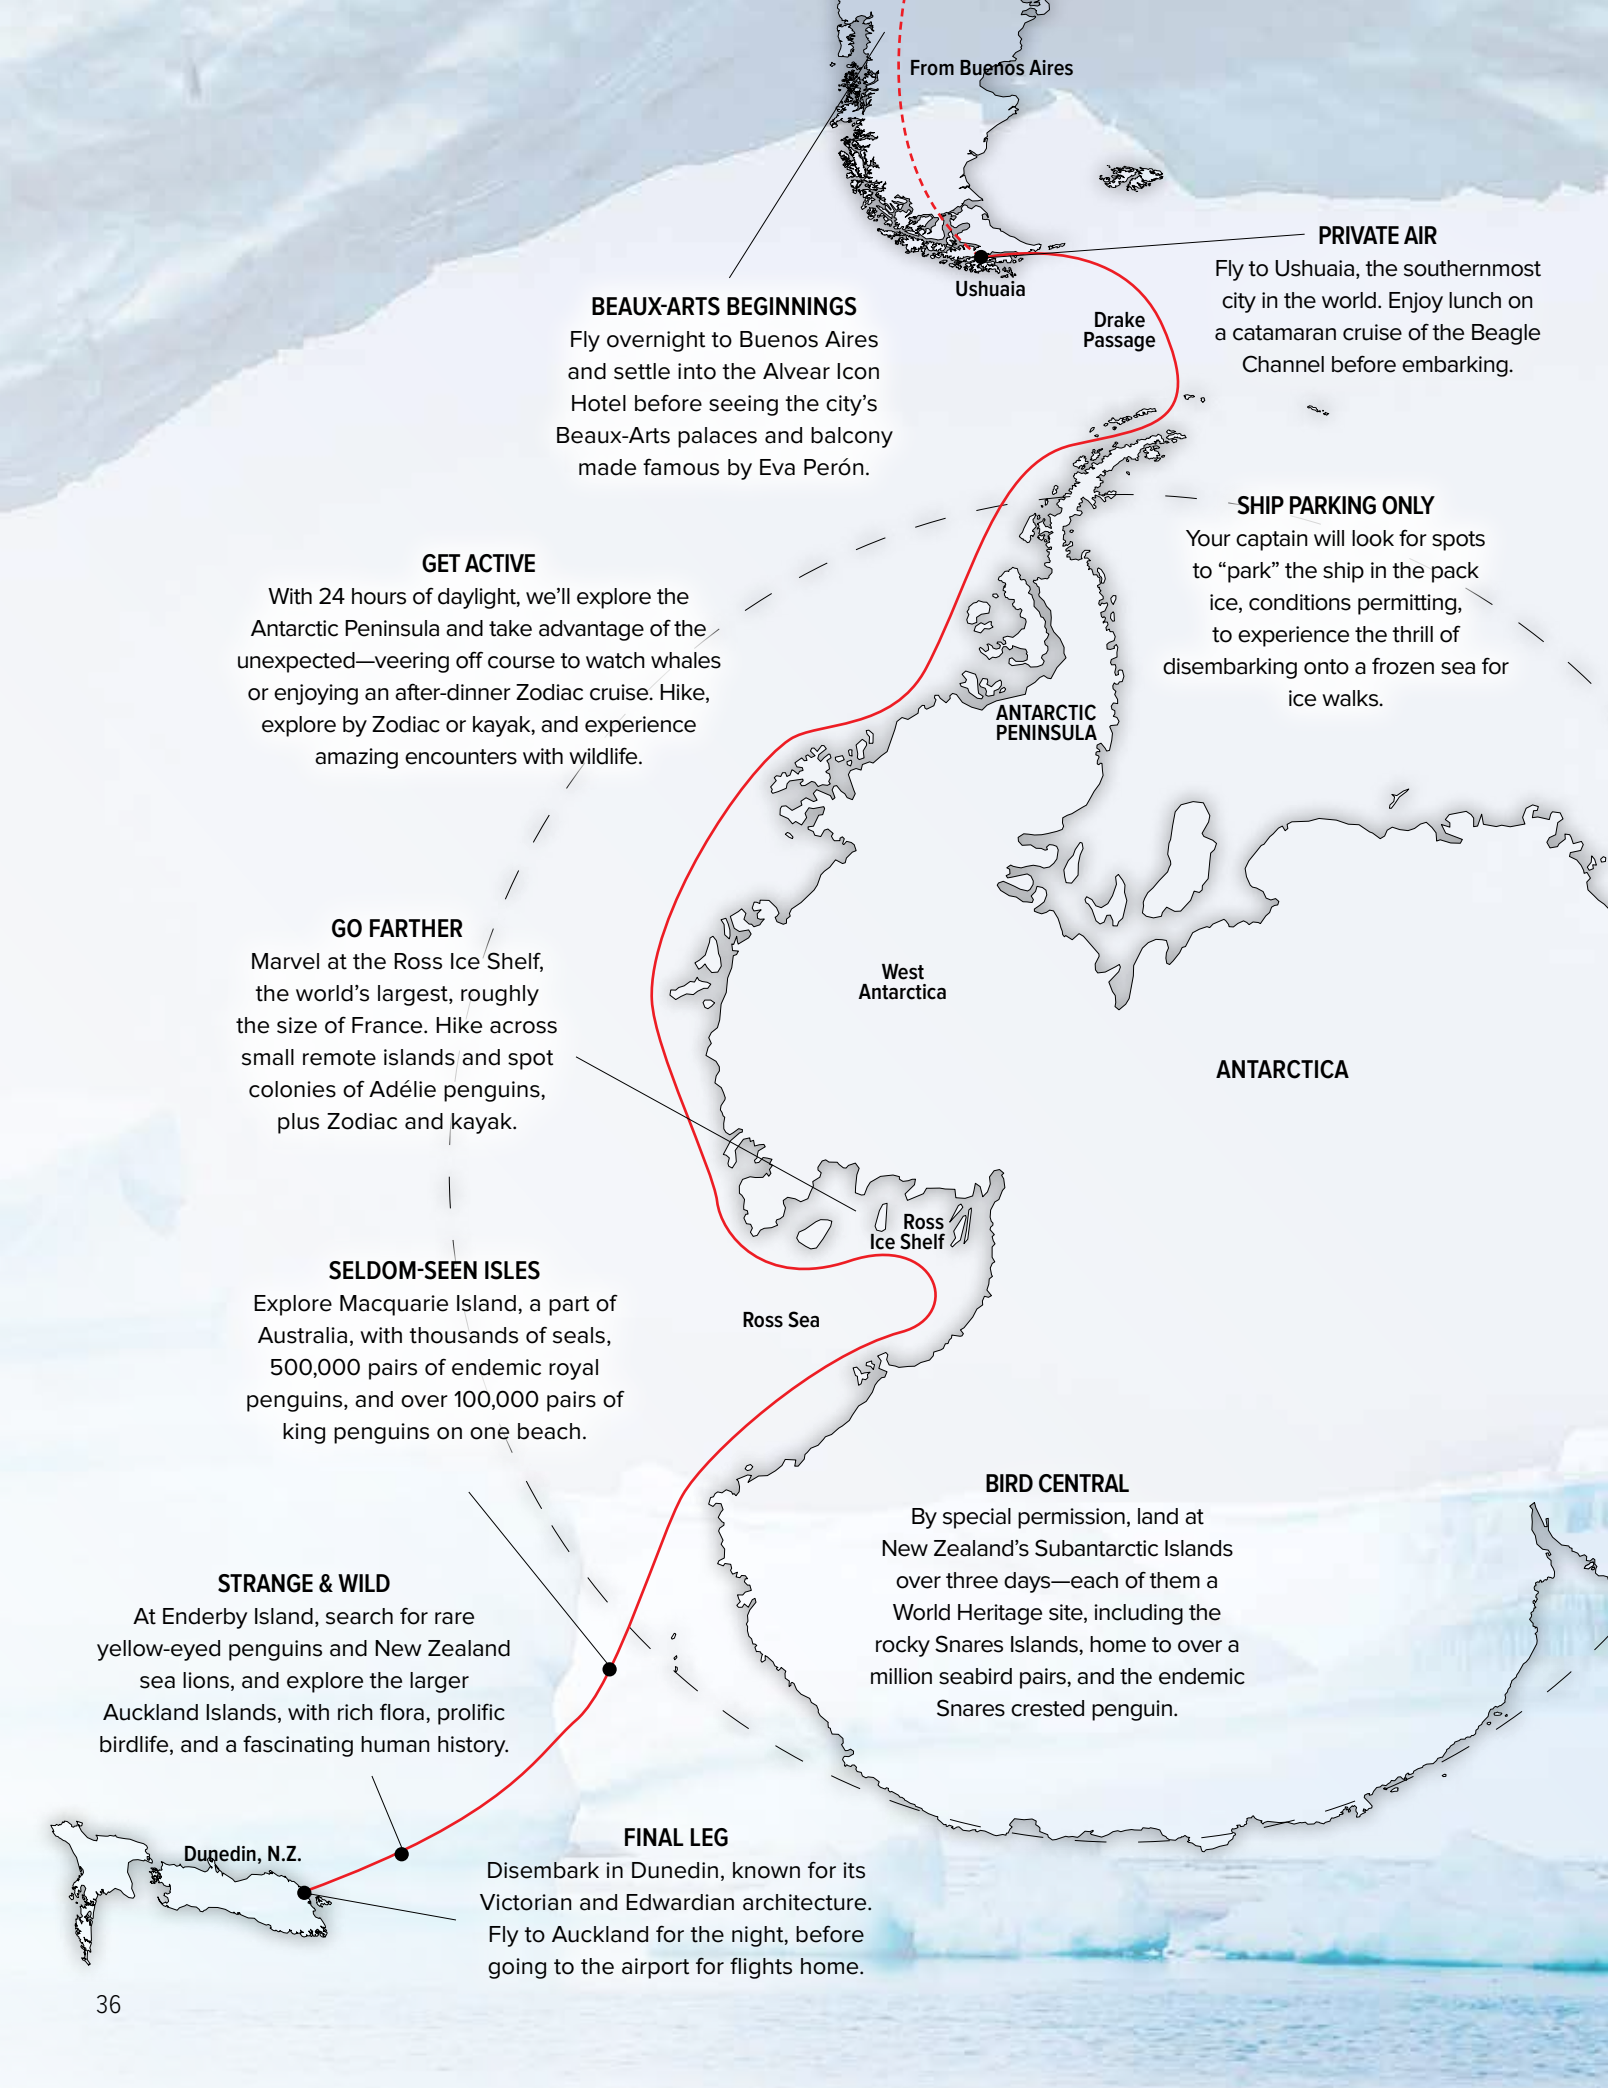 From Buenos Aires
Ushuaia
Drake
Passage
PRIVATE AIR
Fly to Ushuaia, the southernmost
city in the world. Enjoy lunch on
a catamaran cruise of the Beagle
Channel before embarking.
BEAUX-ARTS BEGINNINGS
Fly overnight to Buenos Aires
and settle into the Alvear Icon
Hotel before seeing the city’s
Beaux-Arts palaces and balcony
made famous by Eva Perón.
SHIP PARKING ONLY
Your captain will look for spots
to “park” the ship in the pack
ice, conditions permitting,
to experience the thrill of
disembarking onto a frozen sea for
ice walks.
GET ACTIVE
With 24 hours of daylight, we’ll explore the
Antarctic Peninsula and take advantage of the
unexpected—veering off course to watch whales
or enjoying an after-dinner Zodiac cruise. Hike,
explore by Zodiac or kayak, and experience
amazing encounters with wildlife.
ANTARCTIC
PENINSULA
GO FARTHER
Marvel at the Ross Ice Shelf,
the world’s largest, roughly
the size of France. Hike across
small remote islands and spot
colonies of Adélie penguins,
plus Zodiac and kayak.
West
Antarctica
ANTARCTICA
Ross
Ice Shelf
Ross Sea
SELDOM-SEEN ISLES
Explore Macquarie Island, a part of
Australia, with thousands of seals,
500,000 pairs of endemic royal
penguins, and over 100,000 pairs of
king penguins on one beach.
BIRD CENTRAL
By special permission, land at
New Zealand’s Subantarctic Islands
over three days—each of them a
World Heritage site, including the
rocky Snares Islands, home to over a
million seabird pairs, and the endemic
Snares crested penguin.
STRANGE & WILD
At Enderby Island, search for rare
yellow-eyed penguins and New Zealand
sea lions, and explore the larger
Auckland Islands, with rich flora, prolific
birdlife, and a fascinating human history.
Dunedin, N.Z.
FINAL LEG
Disembark in Dunedin, known for its
Victorian and Edwardian architecture.
Fly to Auckland for the night, before
going to the airport for flights home.
36